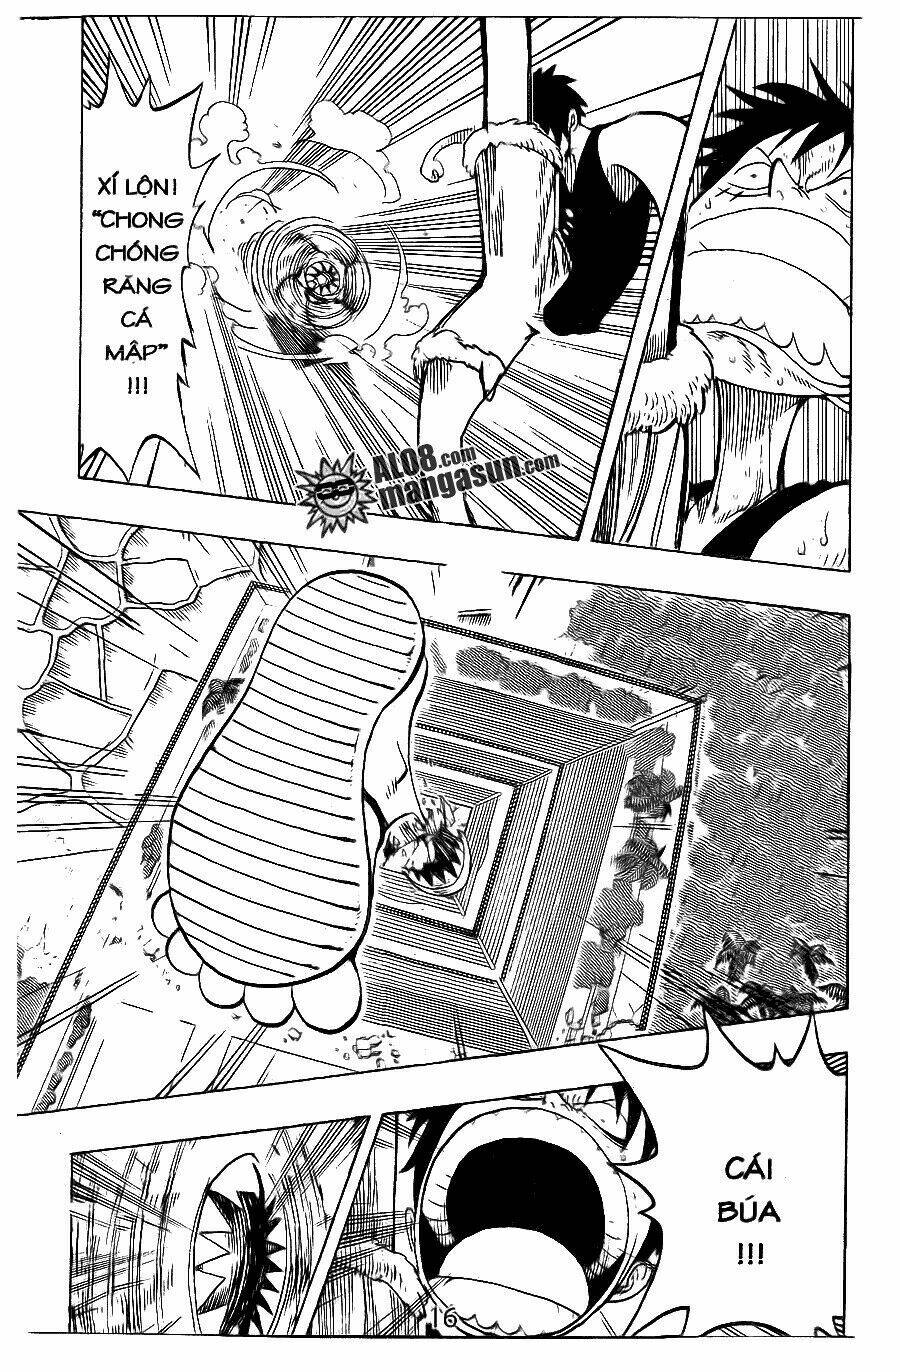 XÍ LỘN!
"CHONG
CHÓNG
RĂNG
CÁ
MẬP"
!!!
ALO8.com
mangasun.com
CÁI
BÚA
!!!
16